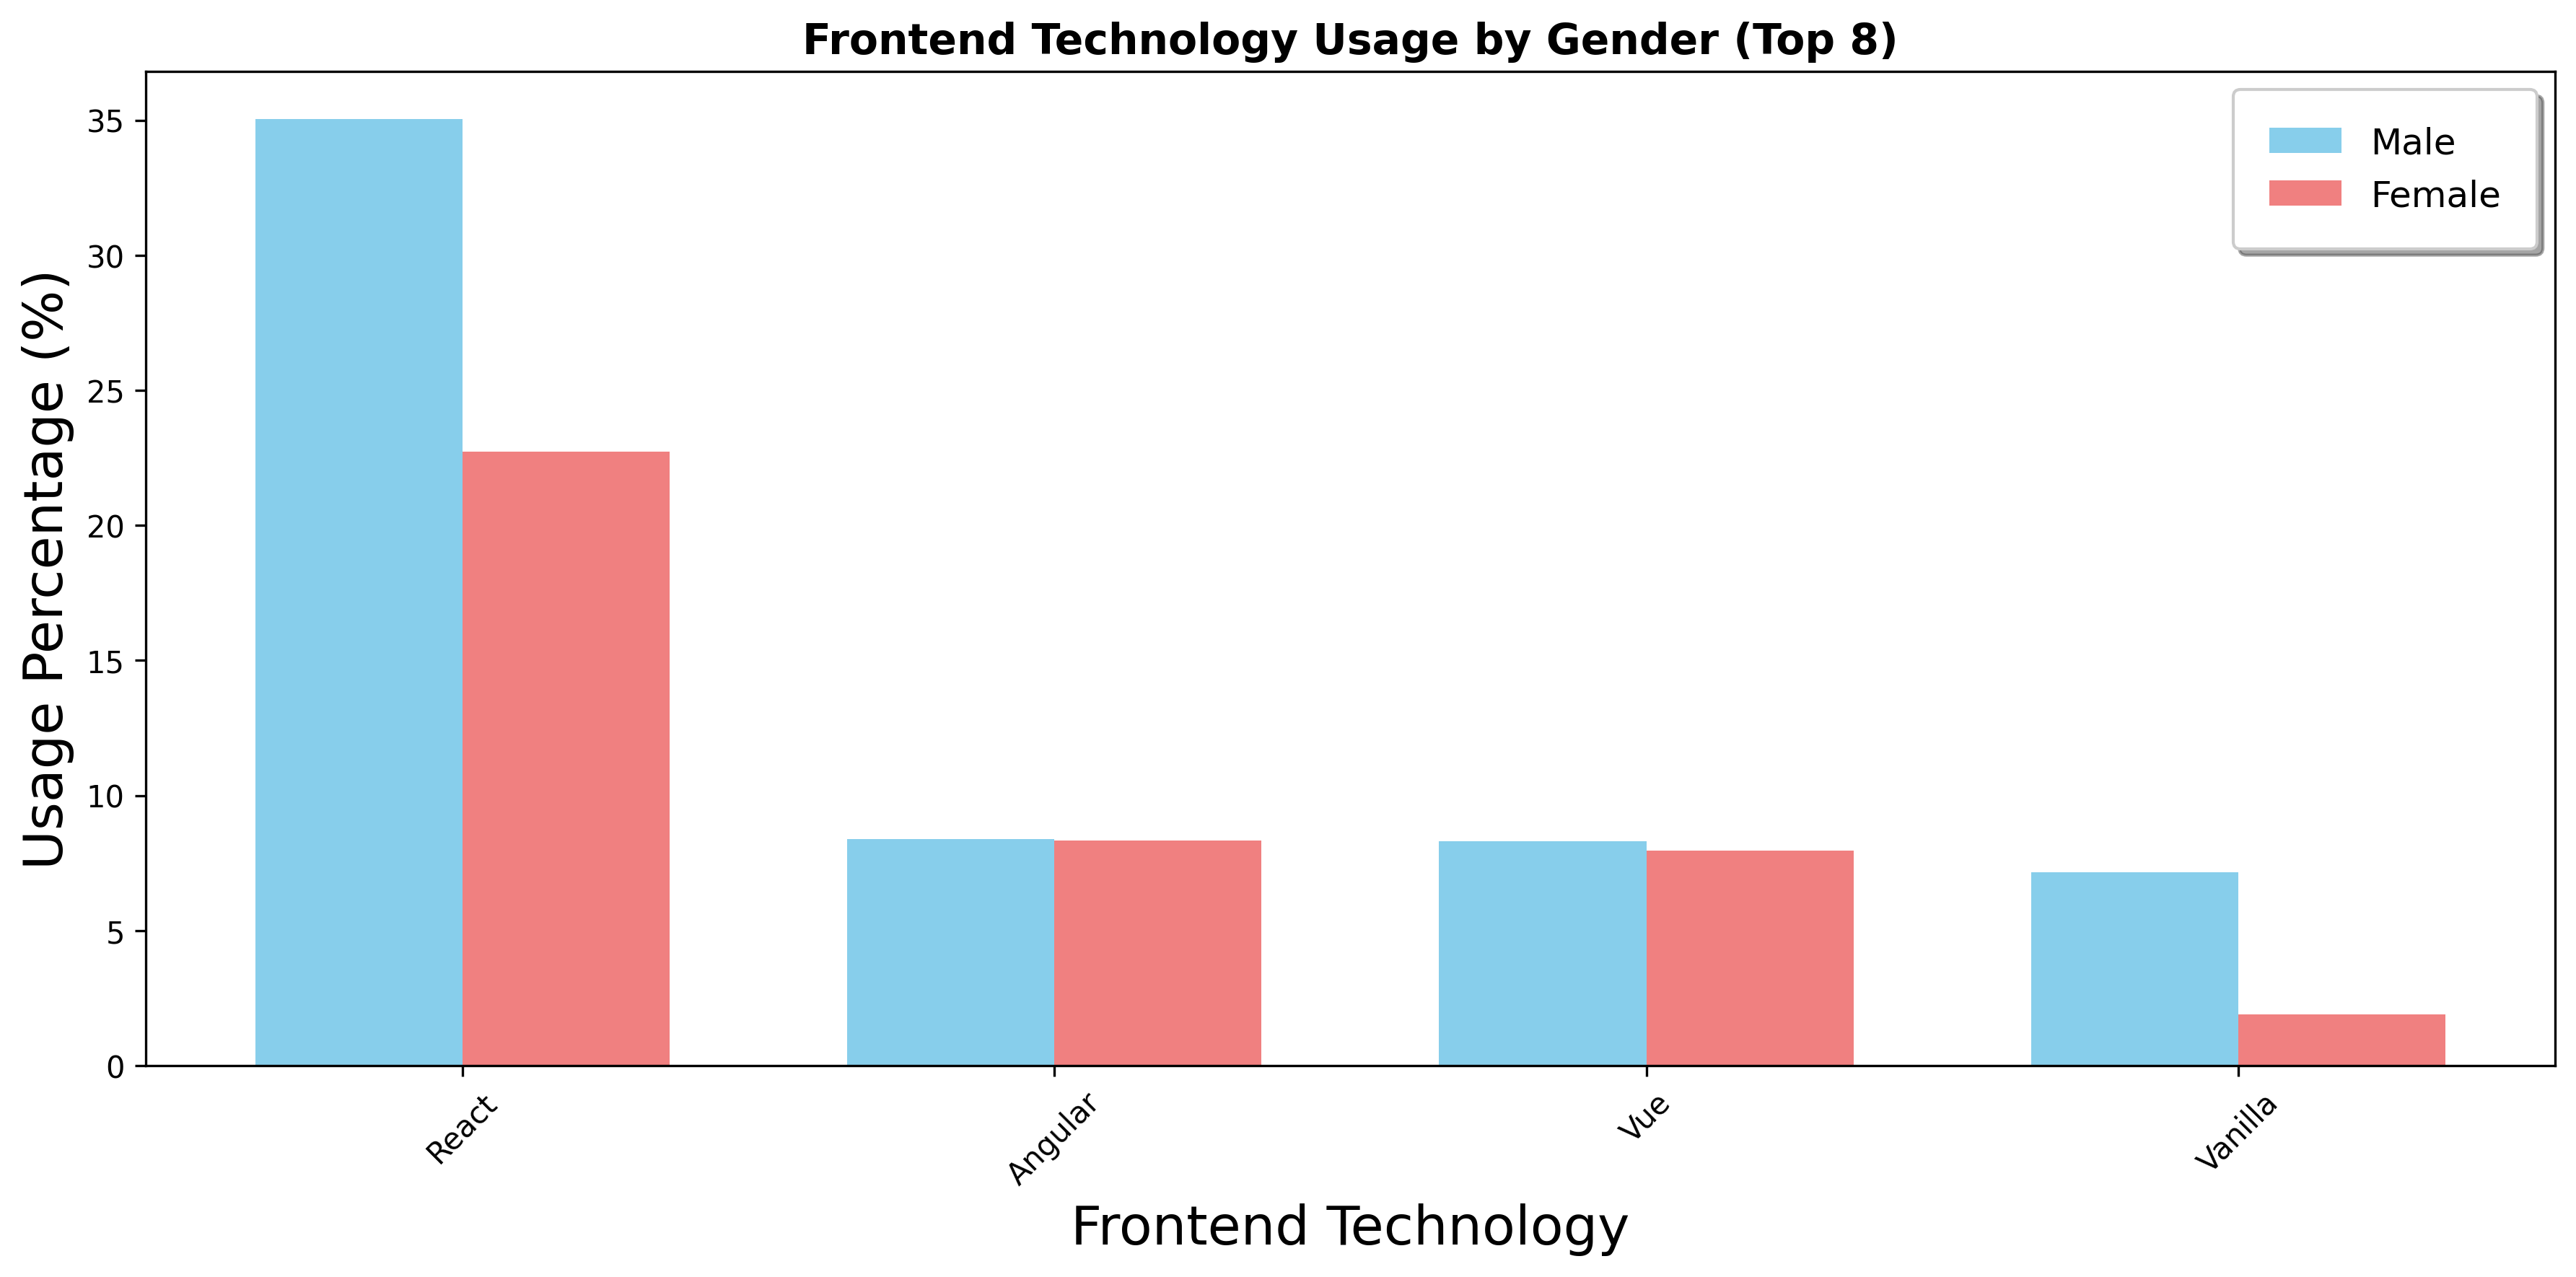 Frontend Technology Usage by Gender (Top 8)
Usage Percentage (%)
35
30
25
20
15
10
5
0
Male
Female
React
Angular
Vue
Vanilla
Frontend Technology